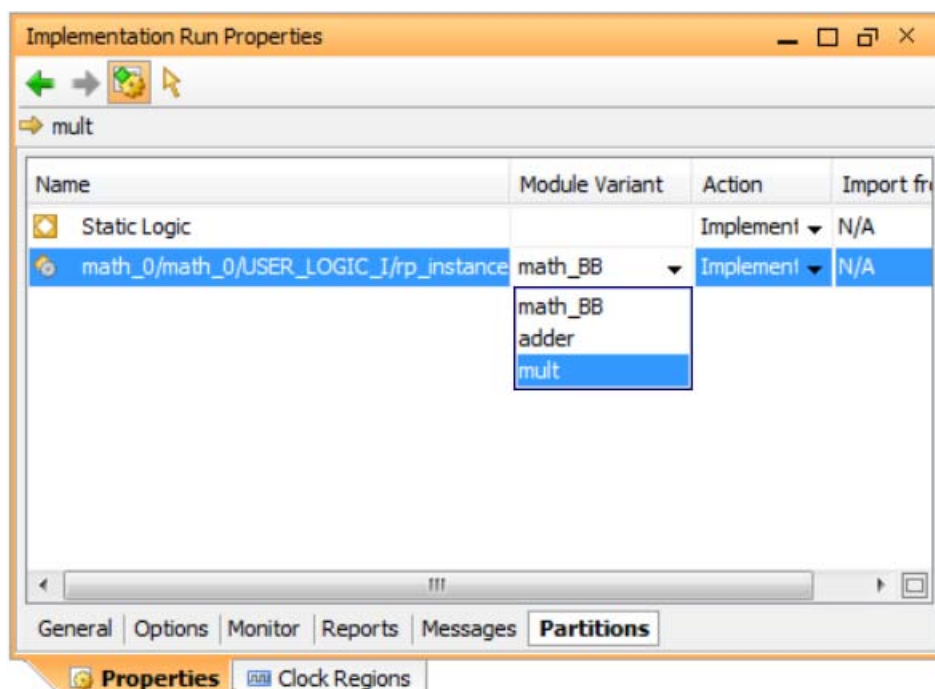 Implementation Run Properties
mult
Name Module Variant Action Import fr
Static Logic Implement N/A
math_0/math_0/USER_LOGIC_I/rp_instance math_BB Implement N/A
math_BB
adder
mult
General Options Monitor Reports Messages Partitions
Properties Clock Regions